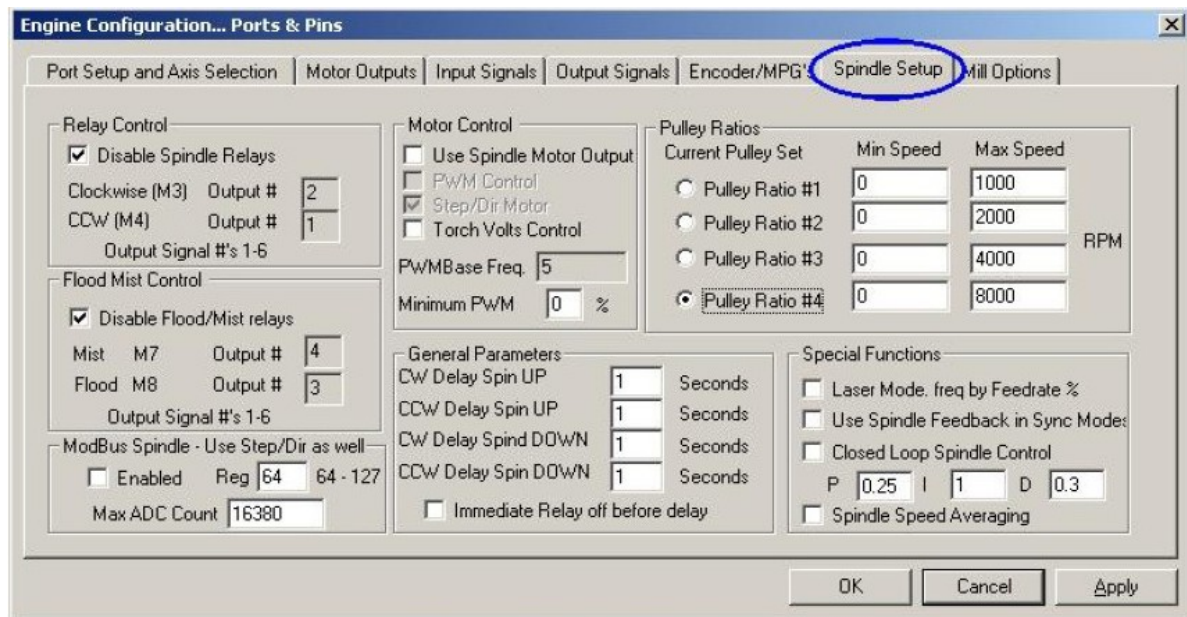 Engine Configuration... Ports & Pins
Port Setup and Axis Selection
Motor Outputs
Input Signals
Output Signals
Encoder/MPG's
Spindle Setup
Mill Options
Relay Control
Disable Spindle Relays
Clockwise (M3) Output # 2
CCW (M4) Output # 1
Output Signal #'s 1-6
Flood Mist Control
Disable Flood/Mist relays
Mist M7 Output # 4
Flood M8 Output # 3
Output Signal #'s 1-6
ModBus Spindle - Use Step/Dir as well
Enabled Reg 64 64 - 127
Max ADC Count 16380
Motor Control
Use Spindle Motor Output
PWM Control
Step/Dir Motor
Torch Volts Control
PWMBase Freq. 5
Minimum PWM 0 %
General Parameters
CW Delay Spin UP 1 Seconds
CCW Delay Spin UP 1 Seconds
CW Delay Spind DOWN 1 Seconds
CCW Delay Spin DOWN 1 Seconds
Immediate Relay off before delay
Pulley Ratios
Current Pulley Set Min Speed Max Speed
Pulley Ratio #1 0 1000
Pulley Ratio #2 0 2000
RPM
Pulley Ratio #3 0 4000
Pulley Ratio #4 0 8000
Special Functions
Laser Mode. freq by Feedrate %
Use Spindle Feedback in Sync Modes
Closed Loop Spindle Control
P 0.25 I 1 D 0.3
Spindle Speed Averaging
OK
Cancel
Apply